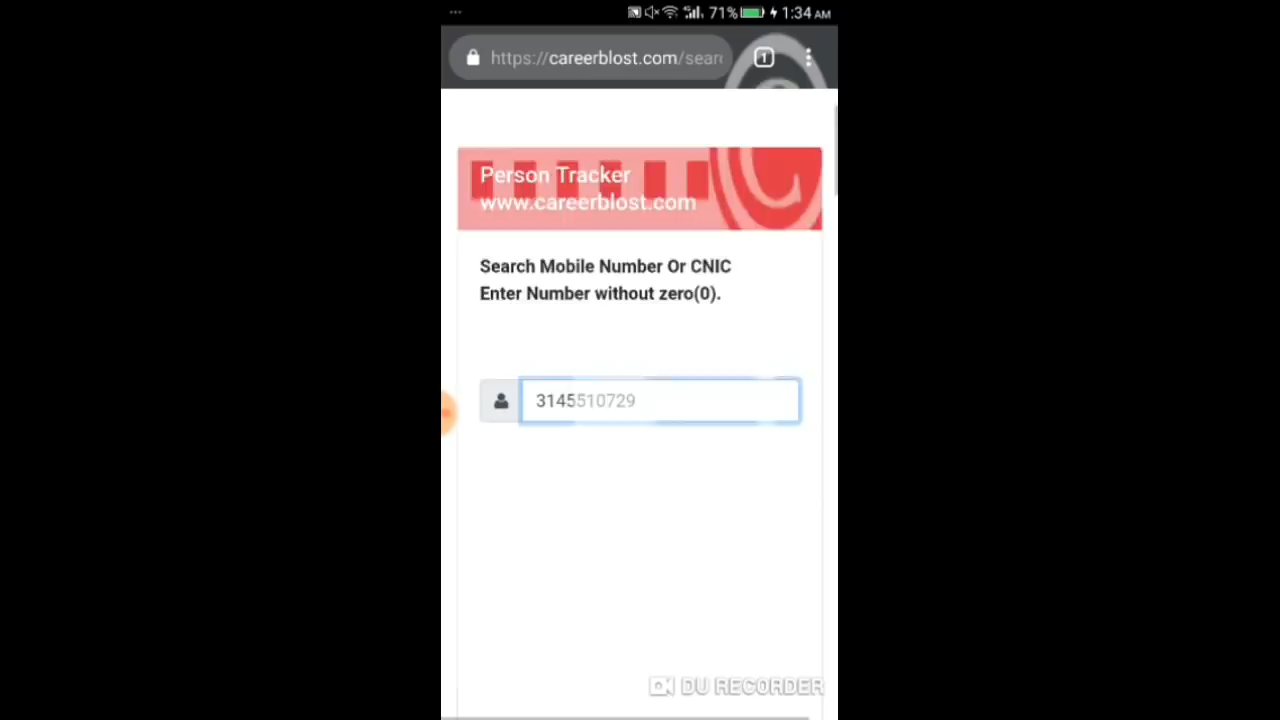 71% 1:34 AM
https://careerblost.com/sear
1
Person Tracker
www.careerblost.com
Search Mobile Number Or CNIC
Enter Number without zero(0).
3145510729
DU RECORDER